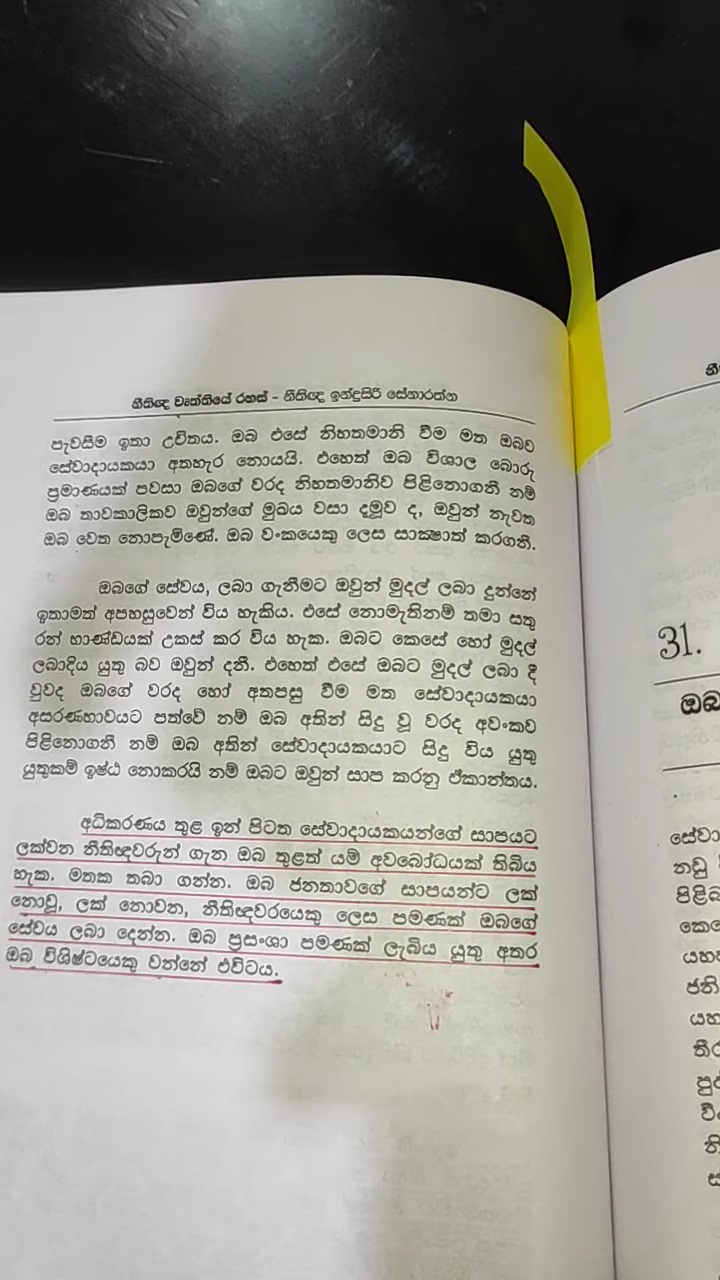 නීතිඥ වෘත්තියේ රහස් - නීතිඥ ඉන්ද්‍රසිරි සේනාරත්න
පැවසීම ඉතා උචිතය. ඔබ එසේ නිහතමානී වීම මත ඔබව
සේවාදායකයා අතහැර නොයයි. එහෙත් ඔබ විශාල බොරු
ප්‍රමාණයක් පවසා ඔබගේ වරද නිහතමානීව පිළිනොගනී නම්
ඔබ තාවකාලිකව ඔවුන්ගේ මුඛය වසා දැමුව ද, ඔවුන් නැවත
ඔබ වෙත නොපැමිණේ. ඔබ වංකයෙකු ලෙස සාක්‍ෂාත් කරගනී.
ඔබගේ සේවය, ලබා ගැනීමට ඔවුන් මුදල් ලබා දුන්නේ
ඉතාමත් අපහසුවෙන් විය හැකිය. එසේ නොමැතිනම් තමා සතු
රන් භාණ්ඩයක් උකස් කර විය හැක. ඔබට කෙසේ හෝ මුදල්
ලබාදිය යුතු බව ඔවුන් දනී. එහෙත් එසේ ඔබට මුදල් ලබා දී
වුවද ඔබගේ වරද හෝ අතපසු වීම මත සේවාදායකයා
අසරණභාවයට පත්වේ නම් ඔබ අතින් සිදු වූ වරද අවංකව
පිළිනොගනී නම් ඔබ අතින් සේවාදායකයාට සිදු විය යුතු
යුතුකම් ඉෂ්ඨ නොකරයි නම් ඔබට ඔවුන් සාප කරනු ඒකාන්තය.
අධිකරණය තුළ ඉන් පිටත සේවාදායකයන්ගේ සාපයට
ලක්වන නීතිඥවරුන් ගැන ඔබ තුළත් යම් අවබෝධයක් තිබිය
හැක. මතක තබා ගන්න. ඔබ ජනතාවගේ සාපයන්ට ලක්
නොවූ, ලක් නොවන, නීතිඥවරයෙකු ලෙස පමණක් ඔබගේ
සේවය ලබා දෙන්න. ඔබ ප්‍රසංශා පමණක් ලැබිය යුතු අතර
ඔබ විශිෂ්ටයෙකු වන්නේ එවිටය.
31.
ඔබ